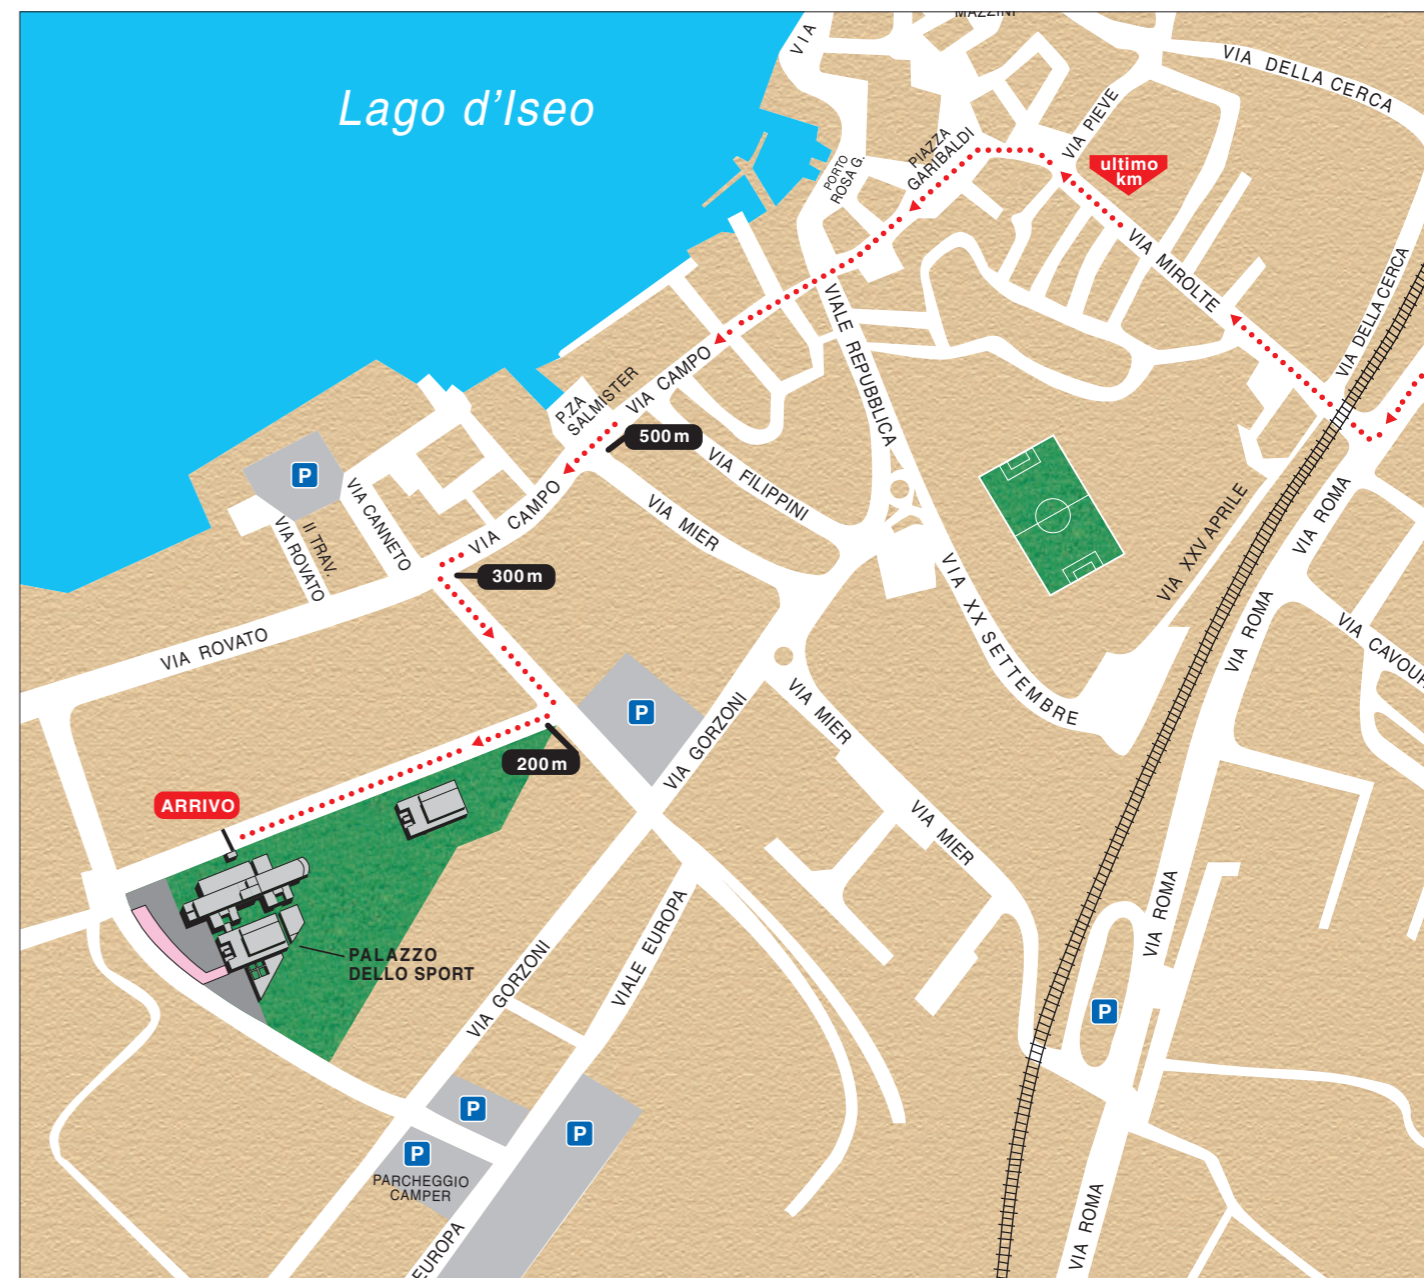 MAZZINI
VIA
VIA DELLA CERCA
Lago d'Iseo
VIA PIEVE
PIAZZA
GARIBALDI
PORTO
ROSA G.
ultimo
km
VIA MIROLTE
VIA DELLA CERCA
VIALE REPUBBLICA
VIA CAMPO
P.ZA
SALMISTER
500 m
VIA FILIPPINI
VIA MIER
P
VIA CANNETO
II TRAV.
VIA ROVATO
VIA CAMPO
300 m
VIA ROVATO
VIA XX SETTEMBRE
VIA XXV APRILE
VIA ROMA
VIA ROMA
VIA CAVOUR
P
VIA GORZONI
VIA MIER
200 m
ARRIVO
VIA MIER
VIA ROMA
PALAZZO
DELLO SPORT
VIALE EUROPA
VIA GORZONI
P
P
P
P
PARCHEGGIO
CAMPER
EUROPA
VIA ROMA